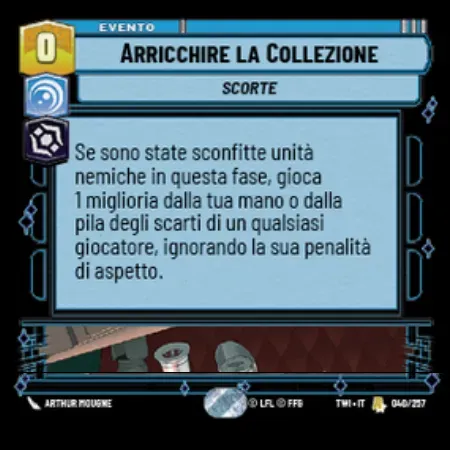 EVENTO
0
ARRICCHIRE LA COLLEZIONE
SCORTE
Se sono state sconfitte unità
nemiche in questa fase, gioca
1 miglioria dalla tua mano o dalla
pila degli scarti di un qualsiasi
giocatore, ignorando la sua penalità
di aspetto.
ARTHUR MOUGNE
© LFL © FFG
TWI • IT
040/257